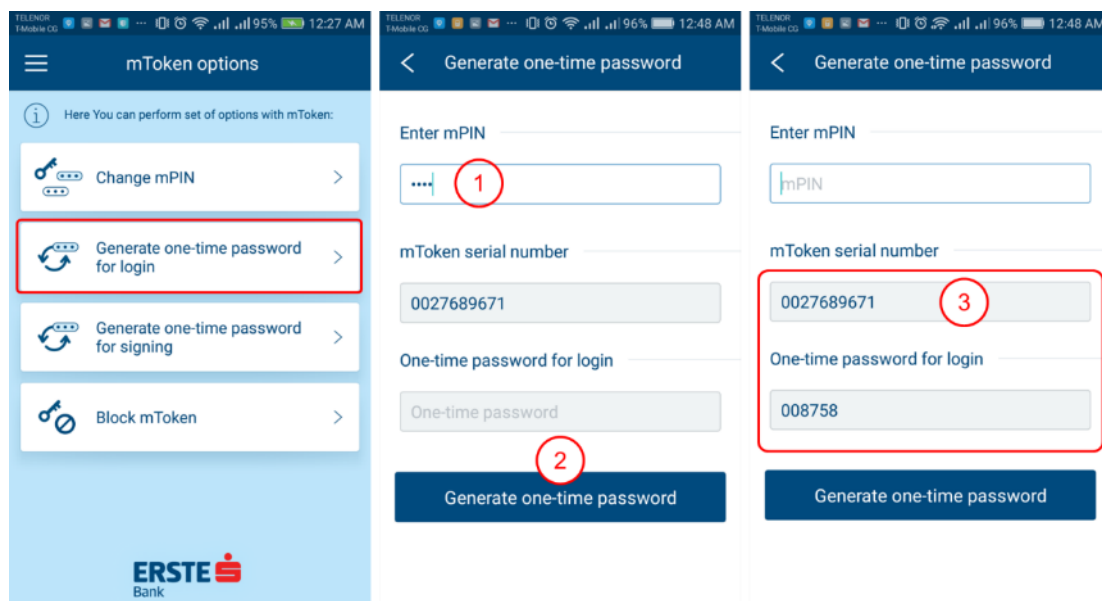 TELENOR
T-Mobile CG
95% 12:27 AM
mToken options
Here You can perform set of options with mToken:
Change mPIN
Generate one-time password
for login
Generate one-time password
for signing
Block mToken
ERSTE
Bank
TELENOR
T-Mobile CG
96% 12:48 AM
Generate one-time password
Enter mPIN
•••• 1
mToken serial number
0027689671
One-time password for login
One-time password
2
Generate one-time password
TELENOR
T-Mobile CG
96% 12:48 AM
Generate one-time password
Enter mPIN
mPIN
mToken serial number
0027689671 3
One-time password for login
008758
Generate one-time password